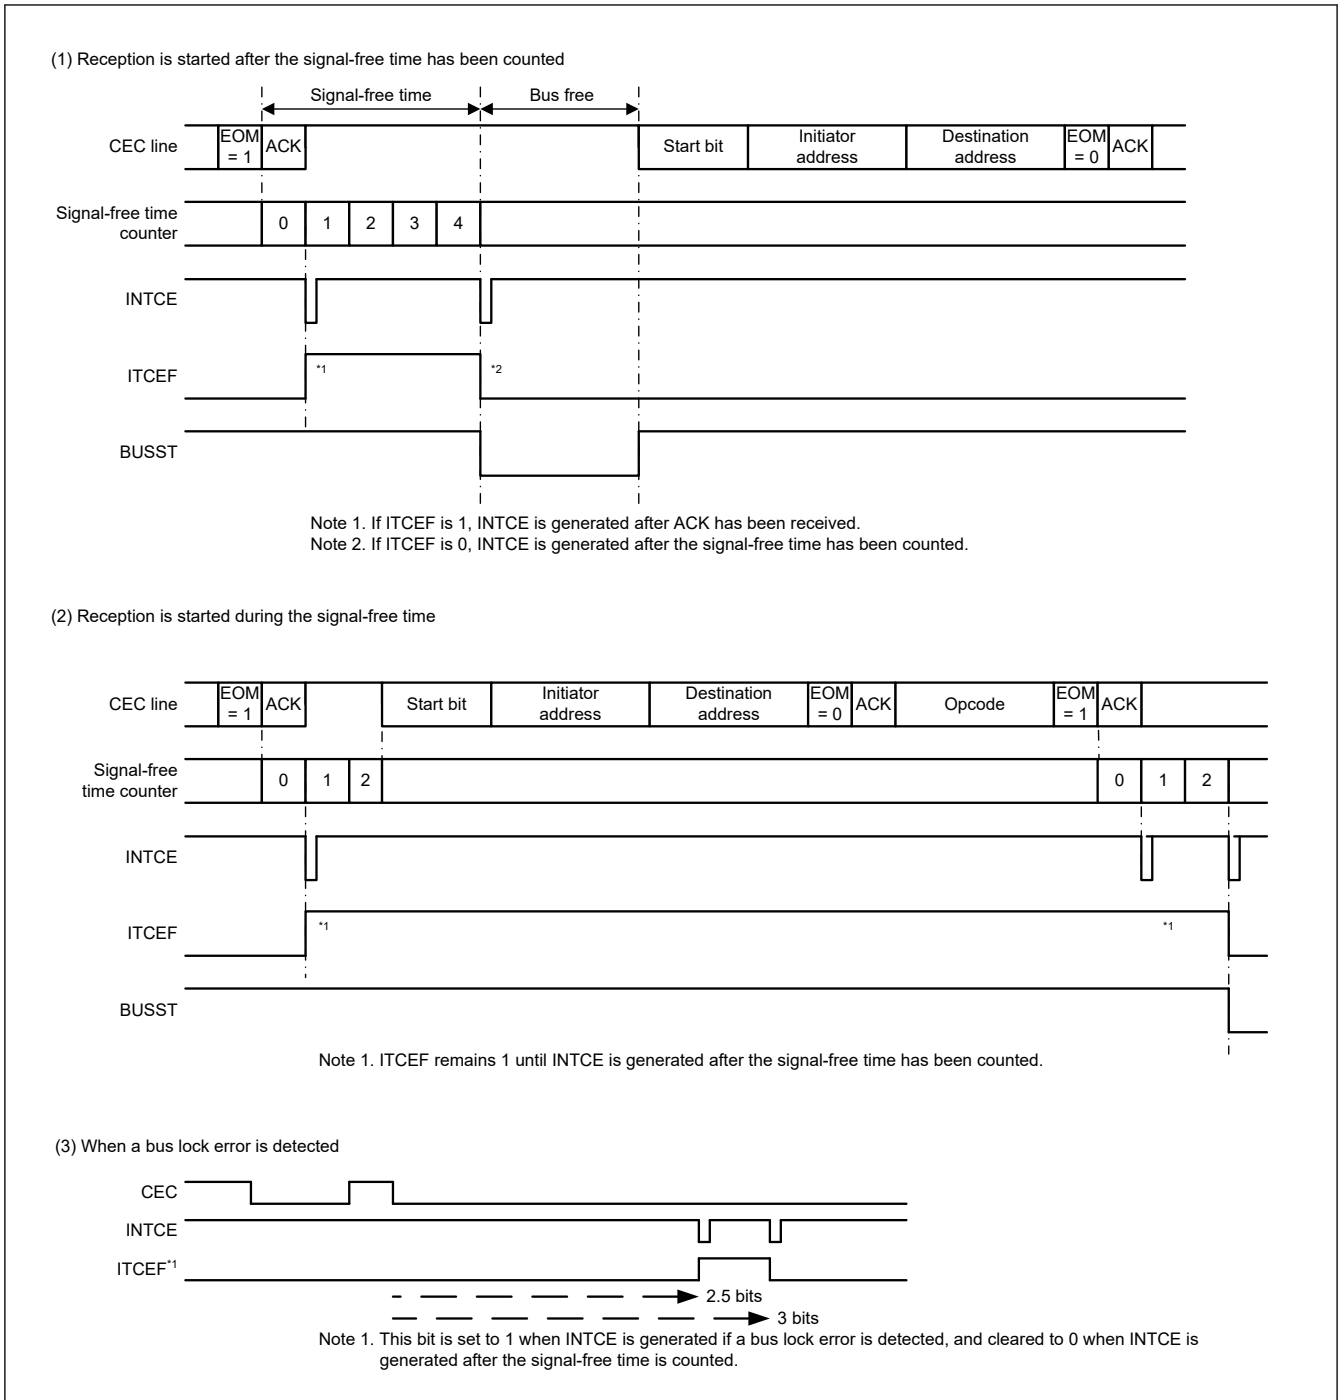 (1) Reception is started after the signal-free time has been counted
Signal-free time
Bus free
CEC line
EOM
= 1
ACK
Start bit
Initiator
address
Destination
address
EOM
= 0
ACK
Signal-free time
counter
0
1
2
3
4
INTCE
ITCEF
*1
*2
BUSST
Note 1. If ITCEF is 1, INTCE is generated after ACK has been received.
Note 2. If ITCEF is 0, INTCE is generated after the signal-free time has been counted.
(2) Reception is started during the signal-free time
CEC line
EOM
= 1
ACK
Start bit
Initiator
address
Destination
address
EOM
= 0
ACK
Opcode
EOM
= 1
ACK
Signal-free
time counter
0
1
2
0
1
2
INTCE
ITCEF
*1
*1
BUSST
Note 1. ITCEF remains 1 until INTCE is generated after the signal-free time has been counted.
(3) When a bus lock error is detected
CEC
INTCE
ITCEF*1
2.5 bits
3 bits
Note 1. This bit is set to 1 when INTCE is generated if a bus lock error is detected, and cleared to 0 when INTCE is
generated after the signal-free time is counted.